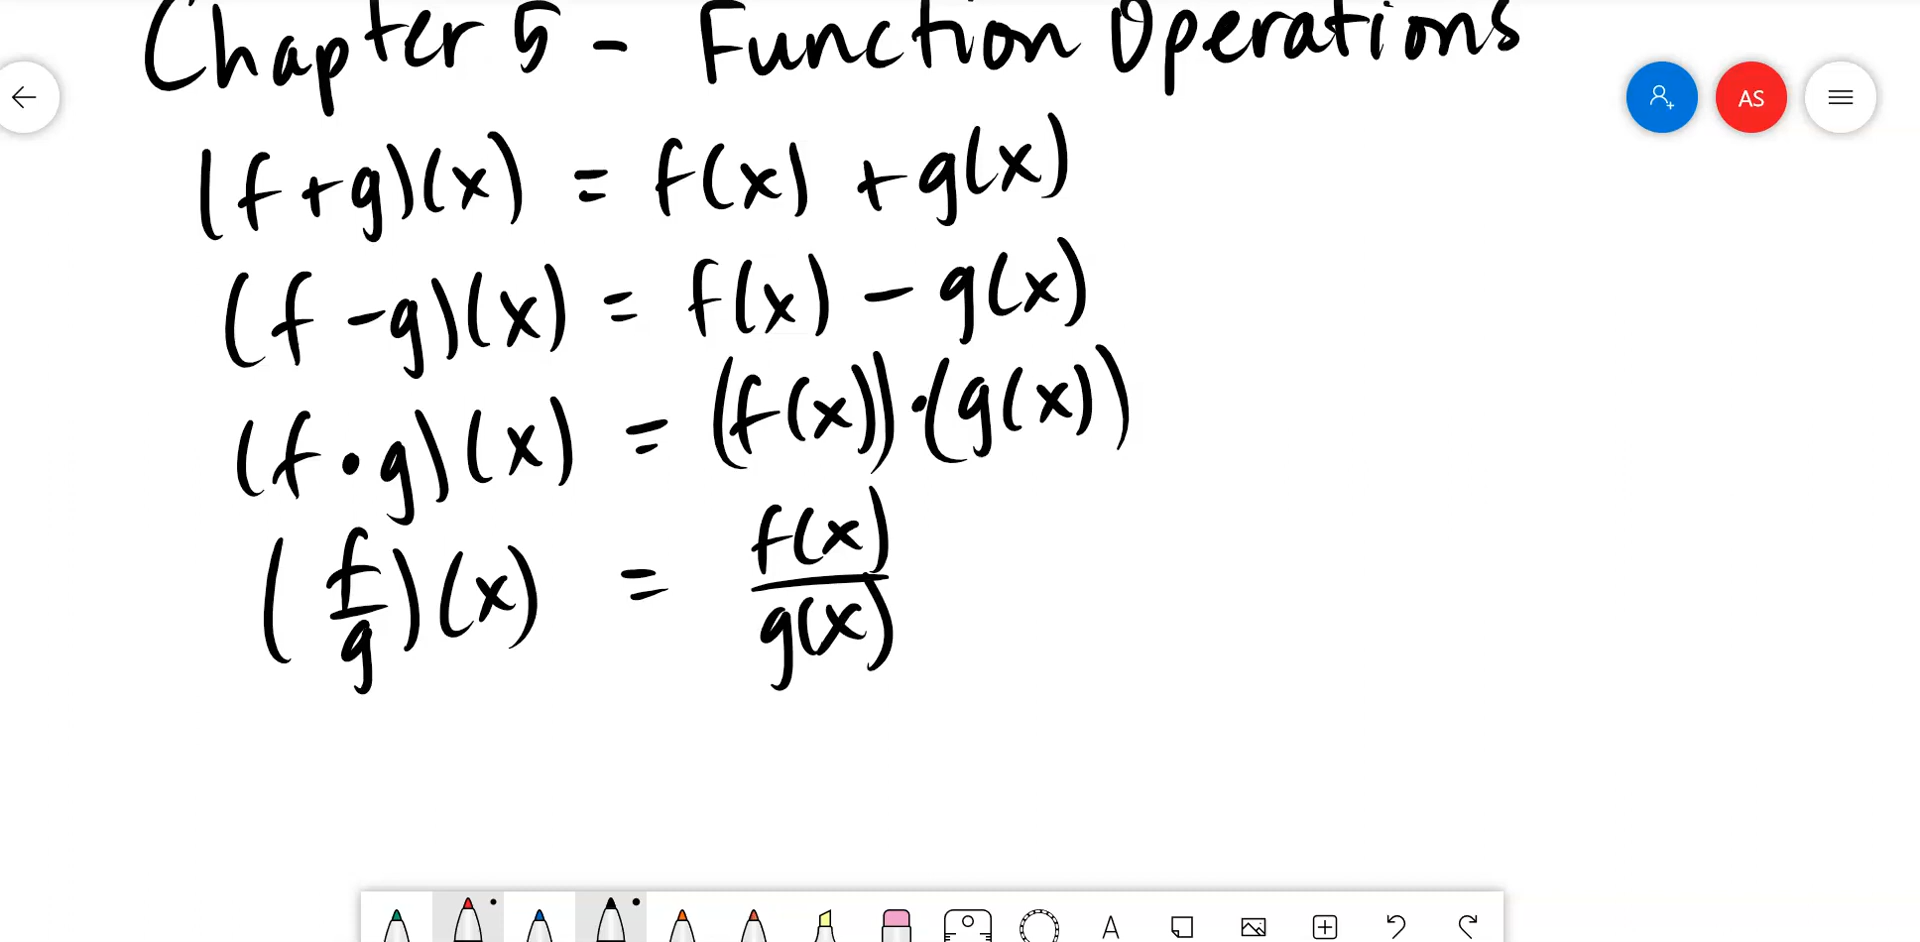 Chapter 5 - Function Operations
AS
(f+g)(x) = f(x) + g(x)
(f-g)(x) = f(x) - g(x)
(f•g)(x) = (f(x))•(g(x))
(f/g)(x) = f(x)/g(x)
A